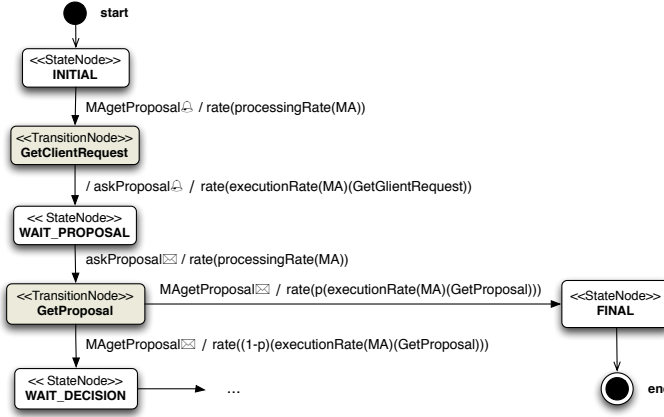 start
<<StateNode>>
INITIAL
MAgetProposal🔔 / rate(processingRate(MA))
<<TransitionNode>>
GetClientRequest
/ askProposal🔔 / rate(executionRate(MA)(GetGlientRequest))
<< StateNode>>
WAIT_PROPOSAL
askProposal✉ / rate(processingRate(MA))
<<TransitionNode>>
GetProposal
MAgetProposal✉ / rate(p(executionRate(MA)(GetProposal)))
<<StateNode>>
FINAL
MAgetProposal✉ / rate((1-p)(executionRate(MA)(GetProposal)))
<< StateNode>>
WAIT_DECISION
...